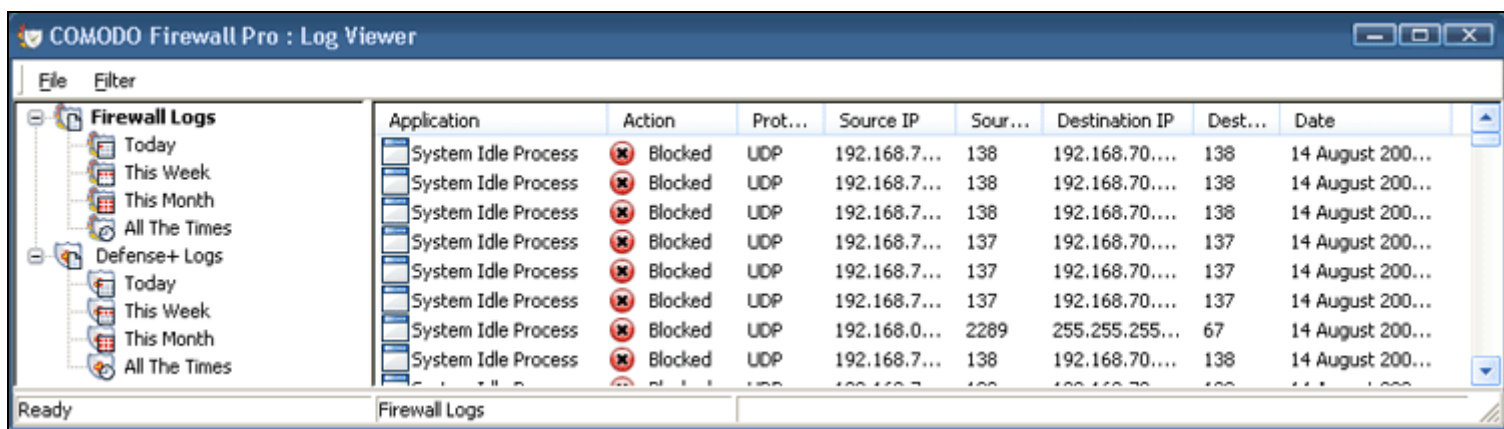 COMODO Firewall Pro : Log Viewer
File Filter
Firewall Logs
Today
This Week
This Month
All The Times
Defense+ Logs
Today
This Week
This Month
All The Times
Application Action Prot... Source IP Sour... Destination IP Dest... Date
System Idle Process Blocked UDP 192.168.7... 138 192.168.70.... 138 14 August 200...
System Idle Process Blocked UDP 192.168.7... 138 192.168.70.... 138 14 August 200...
System Idle Process Blocked UDP 192.168.7... 138 192.168.70.... 138 14 August 200...
System Idle Process Blocked UDP 192.168.7... 137 192.168.70.... 137 14 August 200...
System Idle Process Blocked UDP 192.168.7... 137 192.168.70.... 137 14 August 200...
System Idle Process Blocked UDP 192.168.7... 137 192.168.70.... 137 14 August 200...
System Idle Process Blocked UDP 192.168.0... 2289 255.255.255... 67 14 August 200...
System Idle Process Blocked UDP 192.168.7... 138 192.168.70.... 138 14 August 200...
Ready Firewall Logs